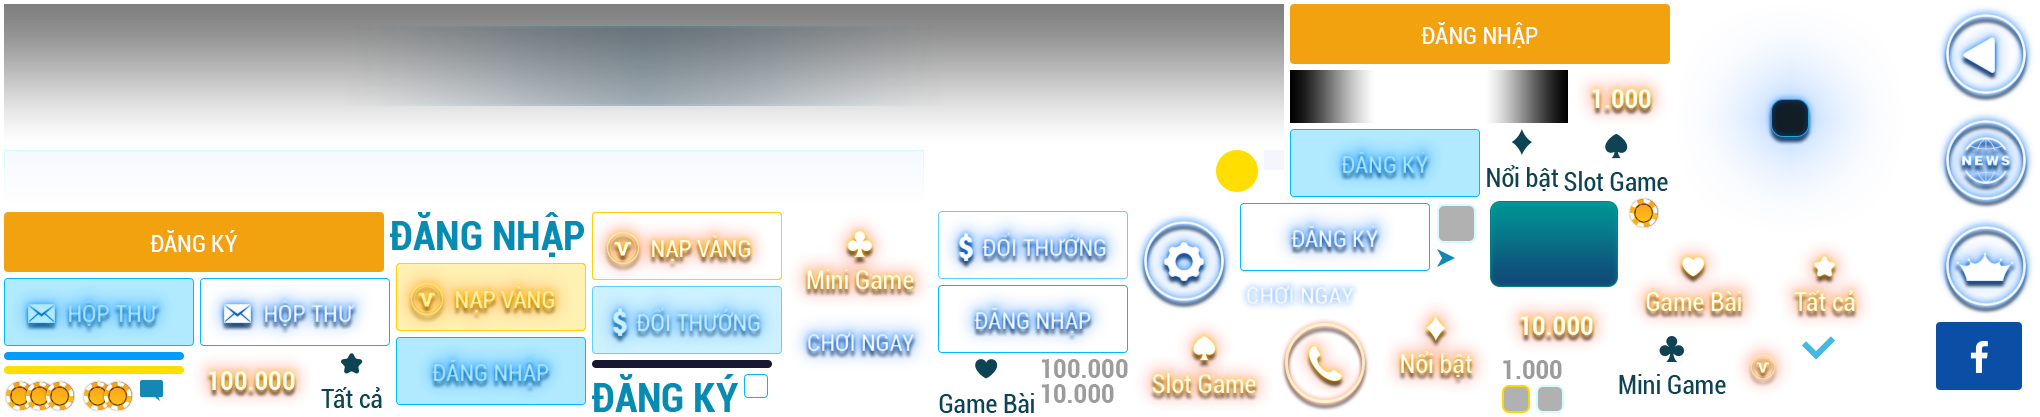 ĐĂNG NHẬP
1.000
ĐĂNG KÝ
Nổi bật
Slot Game
NEWS
ĐĂNG KÝ
ĐĂNG NHẬP
NẠP VÀNG
Mini Game
$ ĐỔI THƯỞNG
ĐĂNG KÝ
HỘP THƯ
HỘP THƯ
V NẠP VÀNG
$ ĐỔI THƯỞNG
CHƠI NGAY
ĐĂNG NHẬP
CHƠI NGAY
Game Bài
Tất cả
100.000
Tất cả
ĐĂNG NHẬP
ĐĂNG KÝ
Game Bài
100.000
10.000
Slot Game
Nổi bật
10.000
1.000
Mini Game
V
f